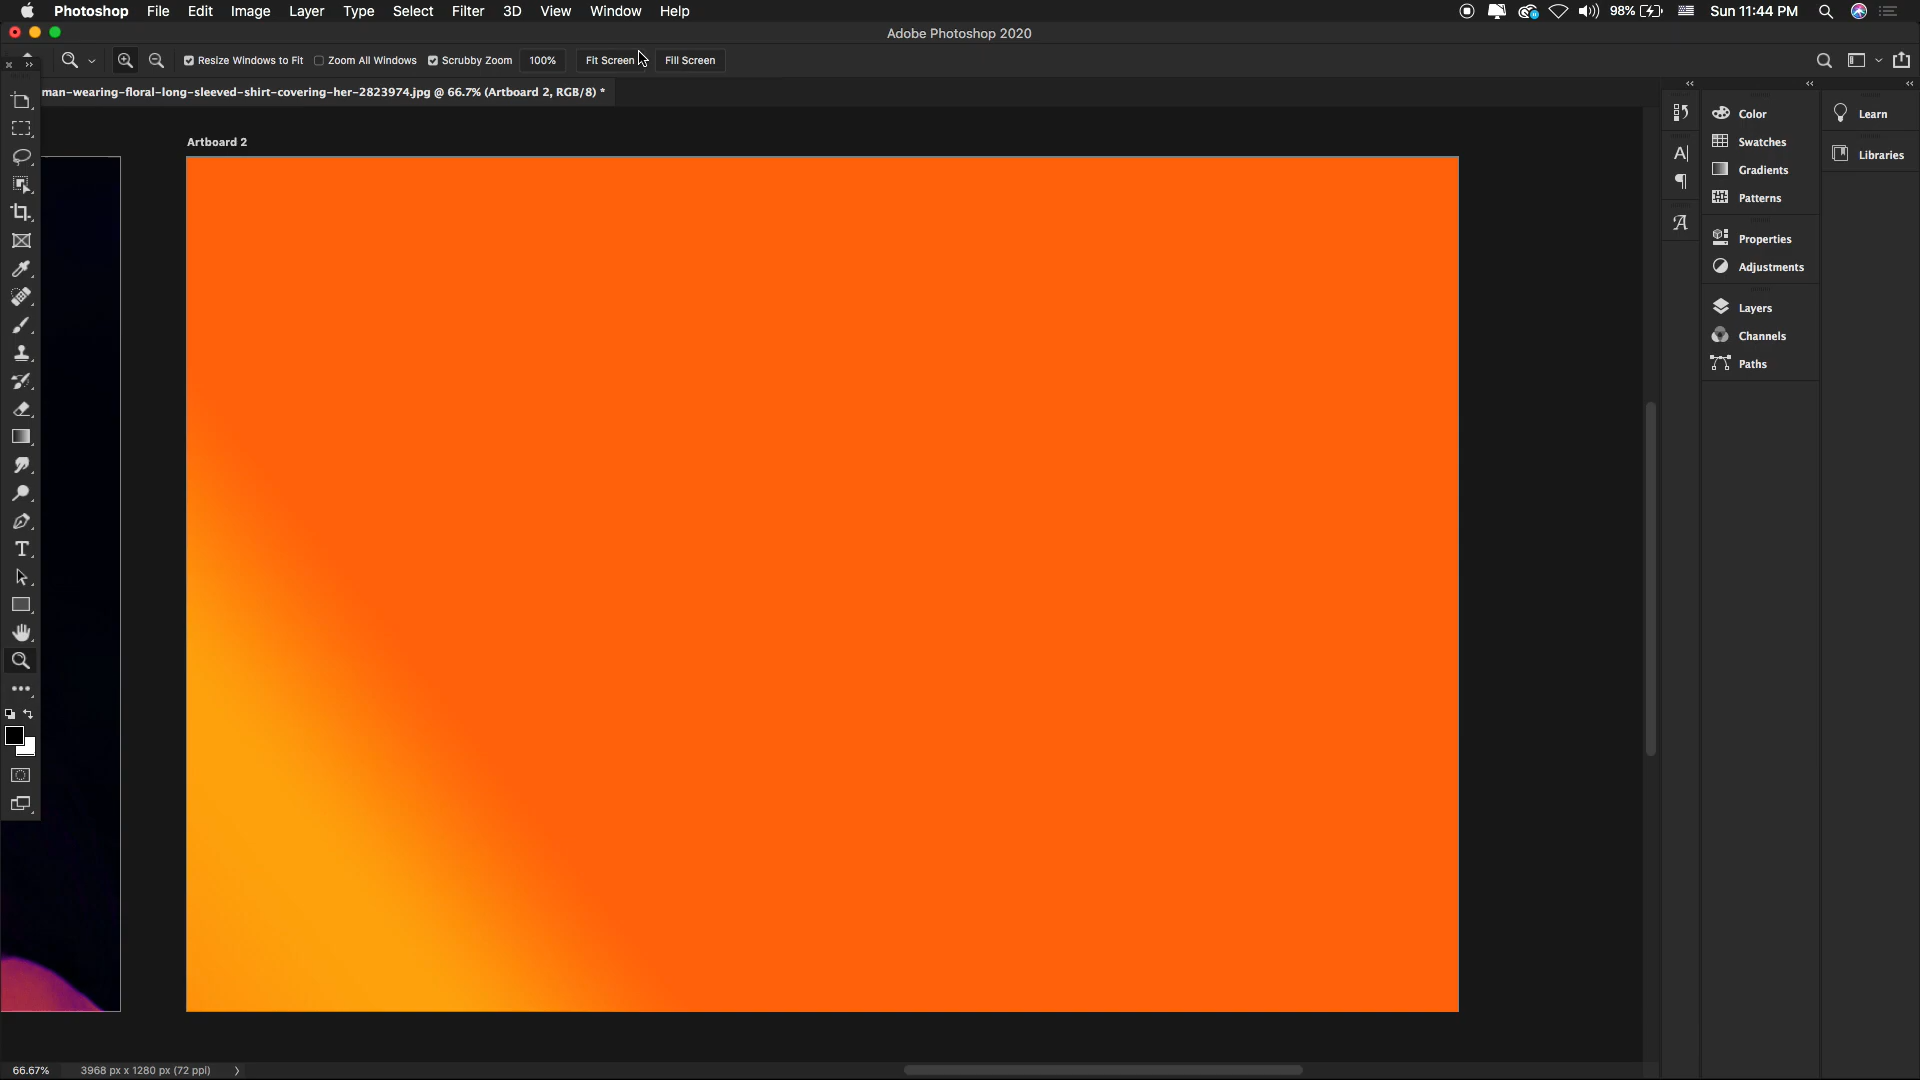 Photoshop File Edit Image Layer Type Select Filter 3D View Window Help 98% Sun 11:44 PM
Adobe Photoshop 2020
Resize Windows to Fit Zoom All Windows Scrubby Zoom 100% Fit Screen Fill Screen
man-wearing-floral-long-sleeved-shirt-covering-her-2823974.jpg @ 66.7% (Artboard 2, RGB/8) *
Artboard 2
Color
Swatches
Gradients
Patterns
Properties
Adjustments
Layers
Channels
Paths
Learn
Libraries
66.67% 3968 px x 1280 px (72 ppi)